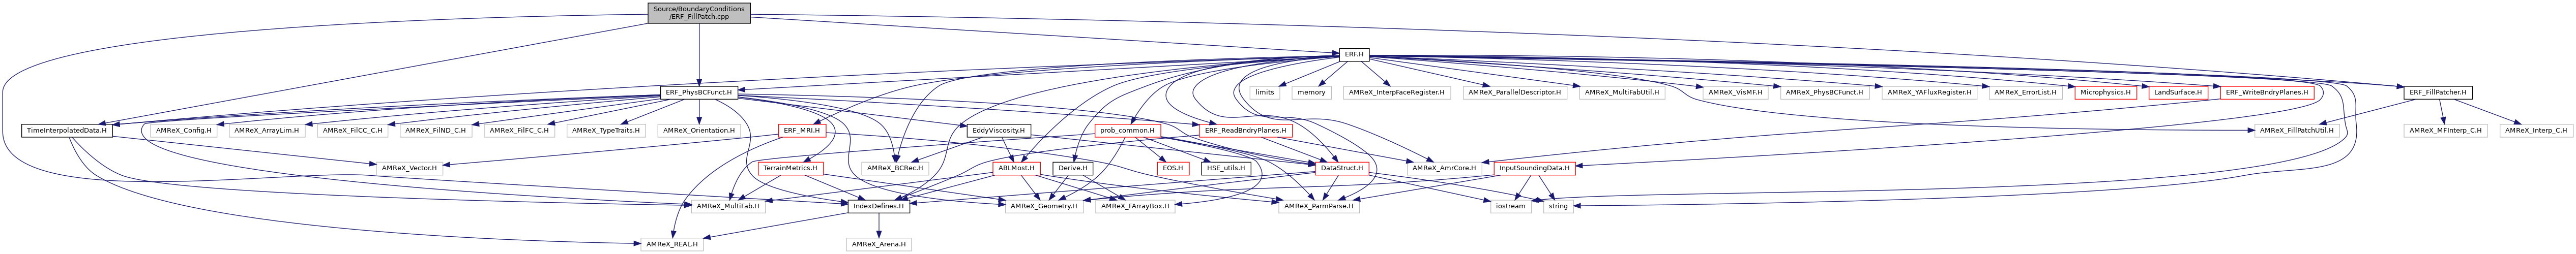 Source/BoundaryConditions
/ERF_FillPatch.cpp
ERF.H
ERF_PhysBCFunct.H
limits
memory
AMReX_InterpFaceRegister.H
AMReX_ParallelDescriptor.H
AMReX_MultiFabUtil.H
AMReX_VisMF.H
AMReX_PhysBCFunct.H
AMReX_YAFluxRegister.H
AMReX_ErrorList.H
Microphysics.H
LandSurface.H
ERF_WriteBndryPlanes.H
ERF_FillPatcher.H
TimeInterpolatedData.H
AMReX_Config.H
AMReX_ArrayLim.H
AMReX_FilCC_C.H
AMReX_FilND_C.H
AMReX_FilFC_C.H
AMReX_TypeTraits.H
AMReX_Orientation.H
ERF_MRI.H
EddyViscosity.H
prob_common.H
ERF_ReadBndryPlanes.H
AMReX_FillPatchUtil.H
AMReX_MFInterp_C.H
AMReX_Interp_C.H
AMReX_Vector.H
TerrainMetrics.H
AMReX_BCRec.H
ABLMost.H
Derive.H
EOS.H
HSE_utils.H
DataStruct.H
AMReX_AmrCore.H
InputSoundingData.H
AMReX_MultiFab.H
IndexDefines.H
AMReX_Geometry.H
AMReX_FArrayBox.H
AMReX_ParmParse.H
iostream
string
AMReX_REAL.H
AMReX_Arena.H